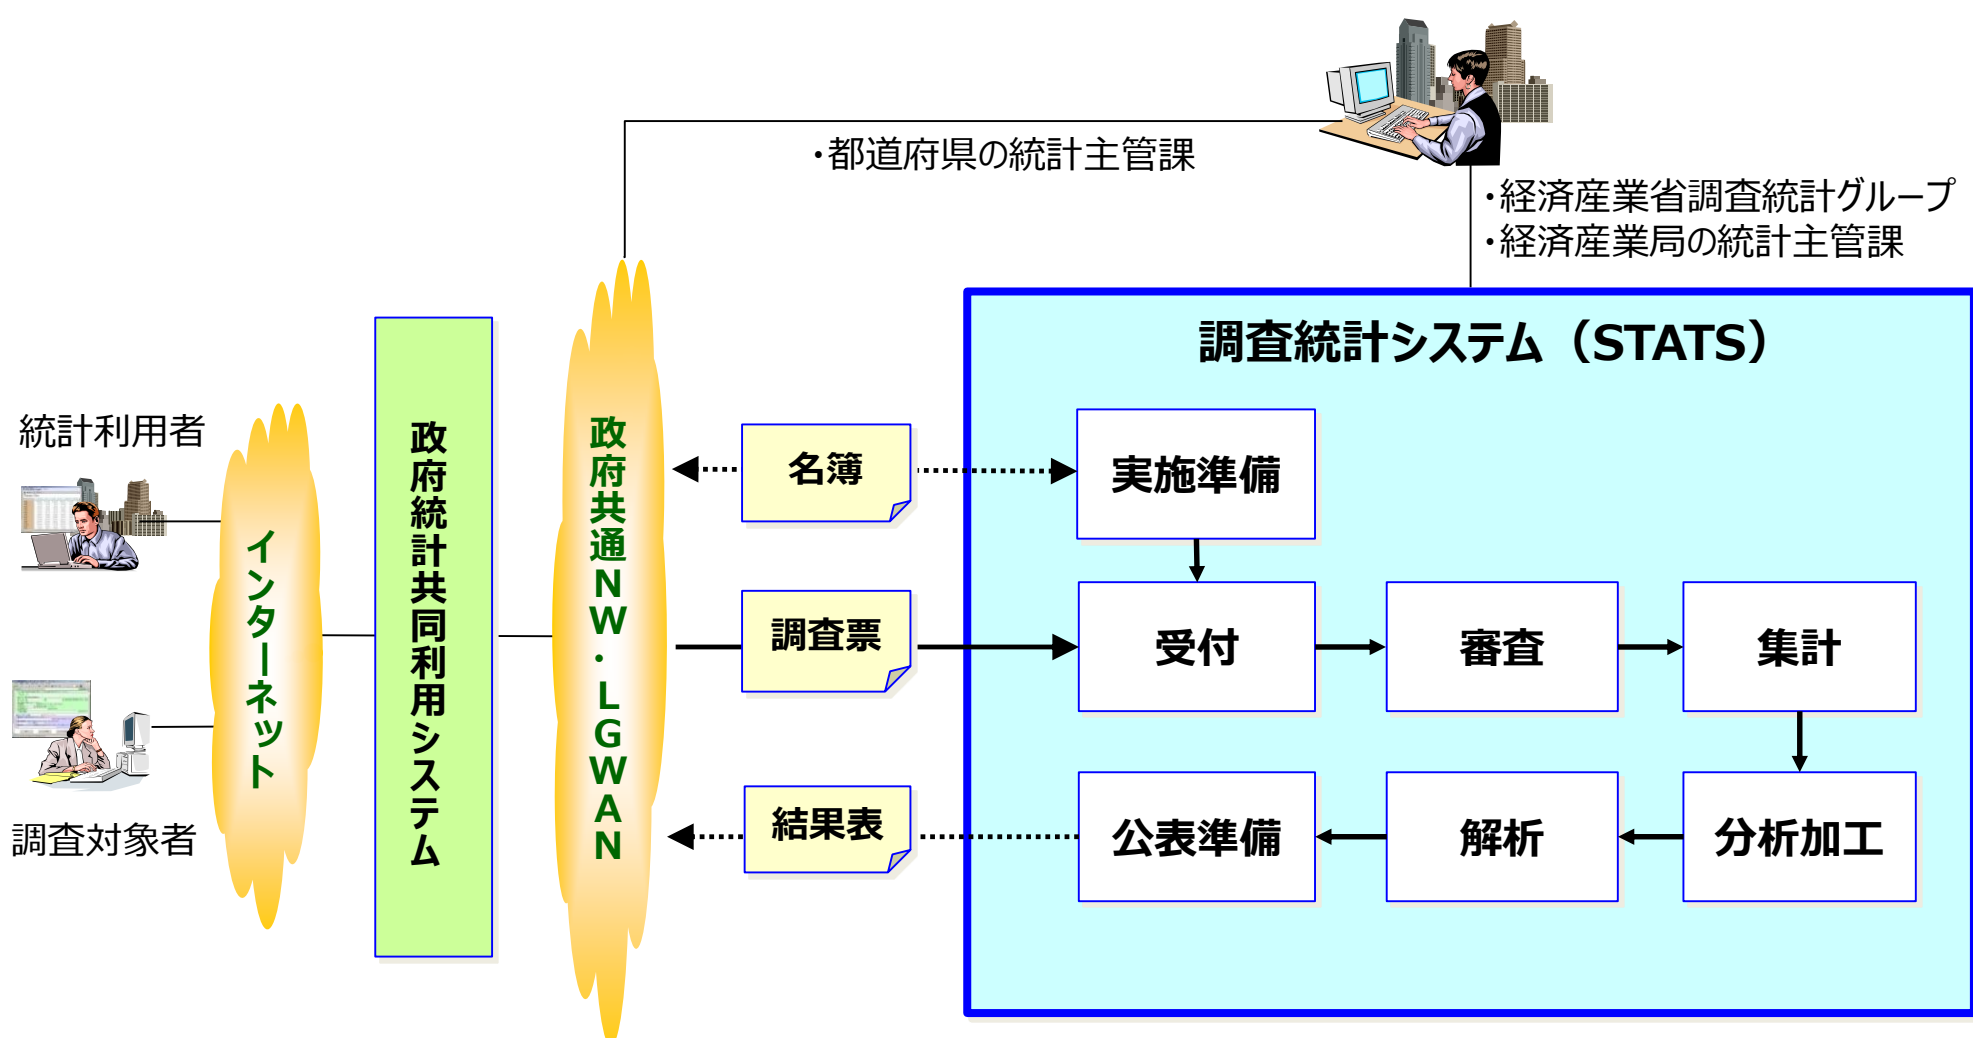 ・都道府県の統計主管課
・経済産業省調査統計グループ
・経済産業局の統計主管課
統計利用者
調査対象者
インターネット
政府統計共同利用システム
政府共通NW・LGWAN
名簿
調査票
結果表
調査統計システム（STATS）
実施準備
受付
審査
集計
公表準備
解析
分析加工